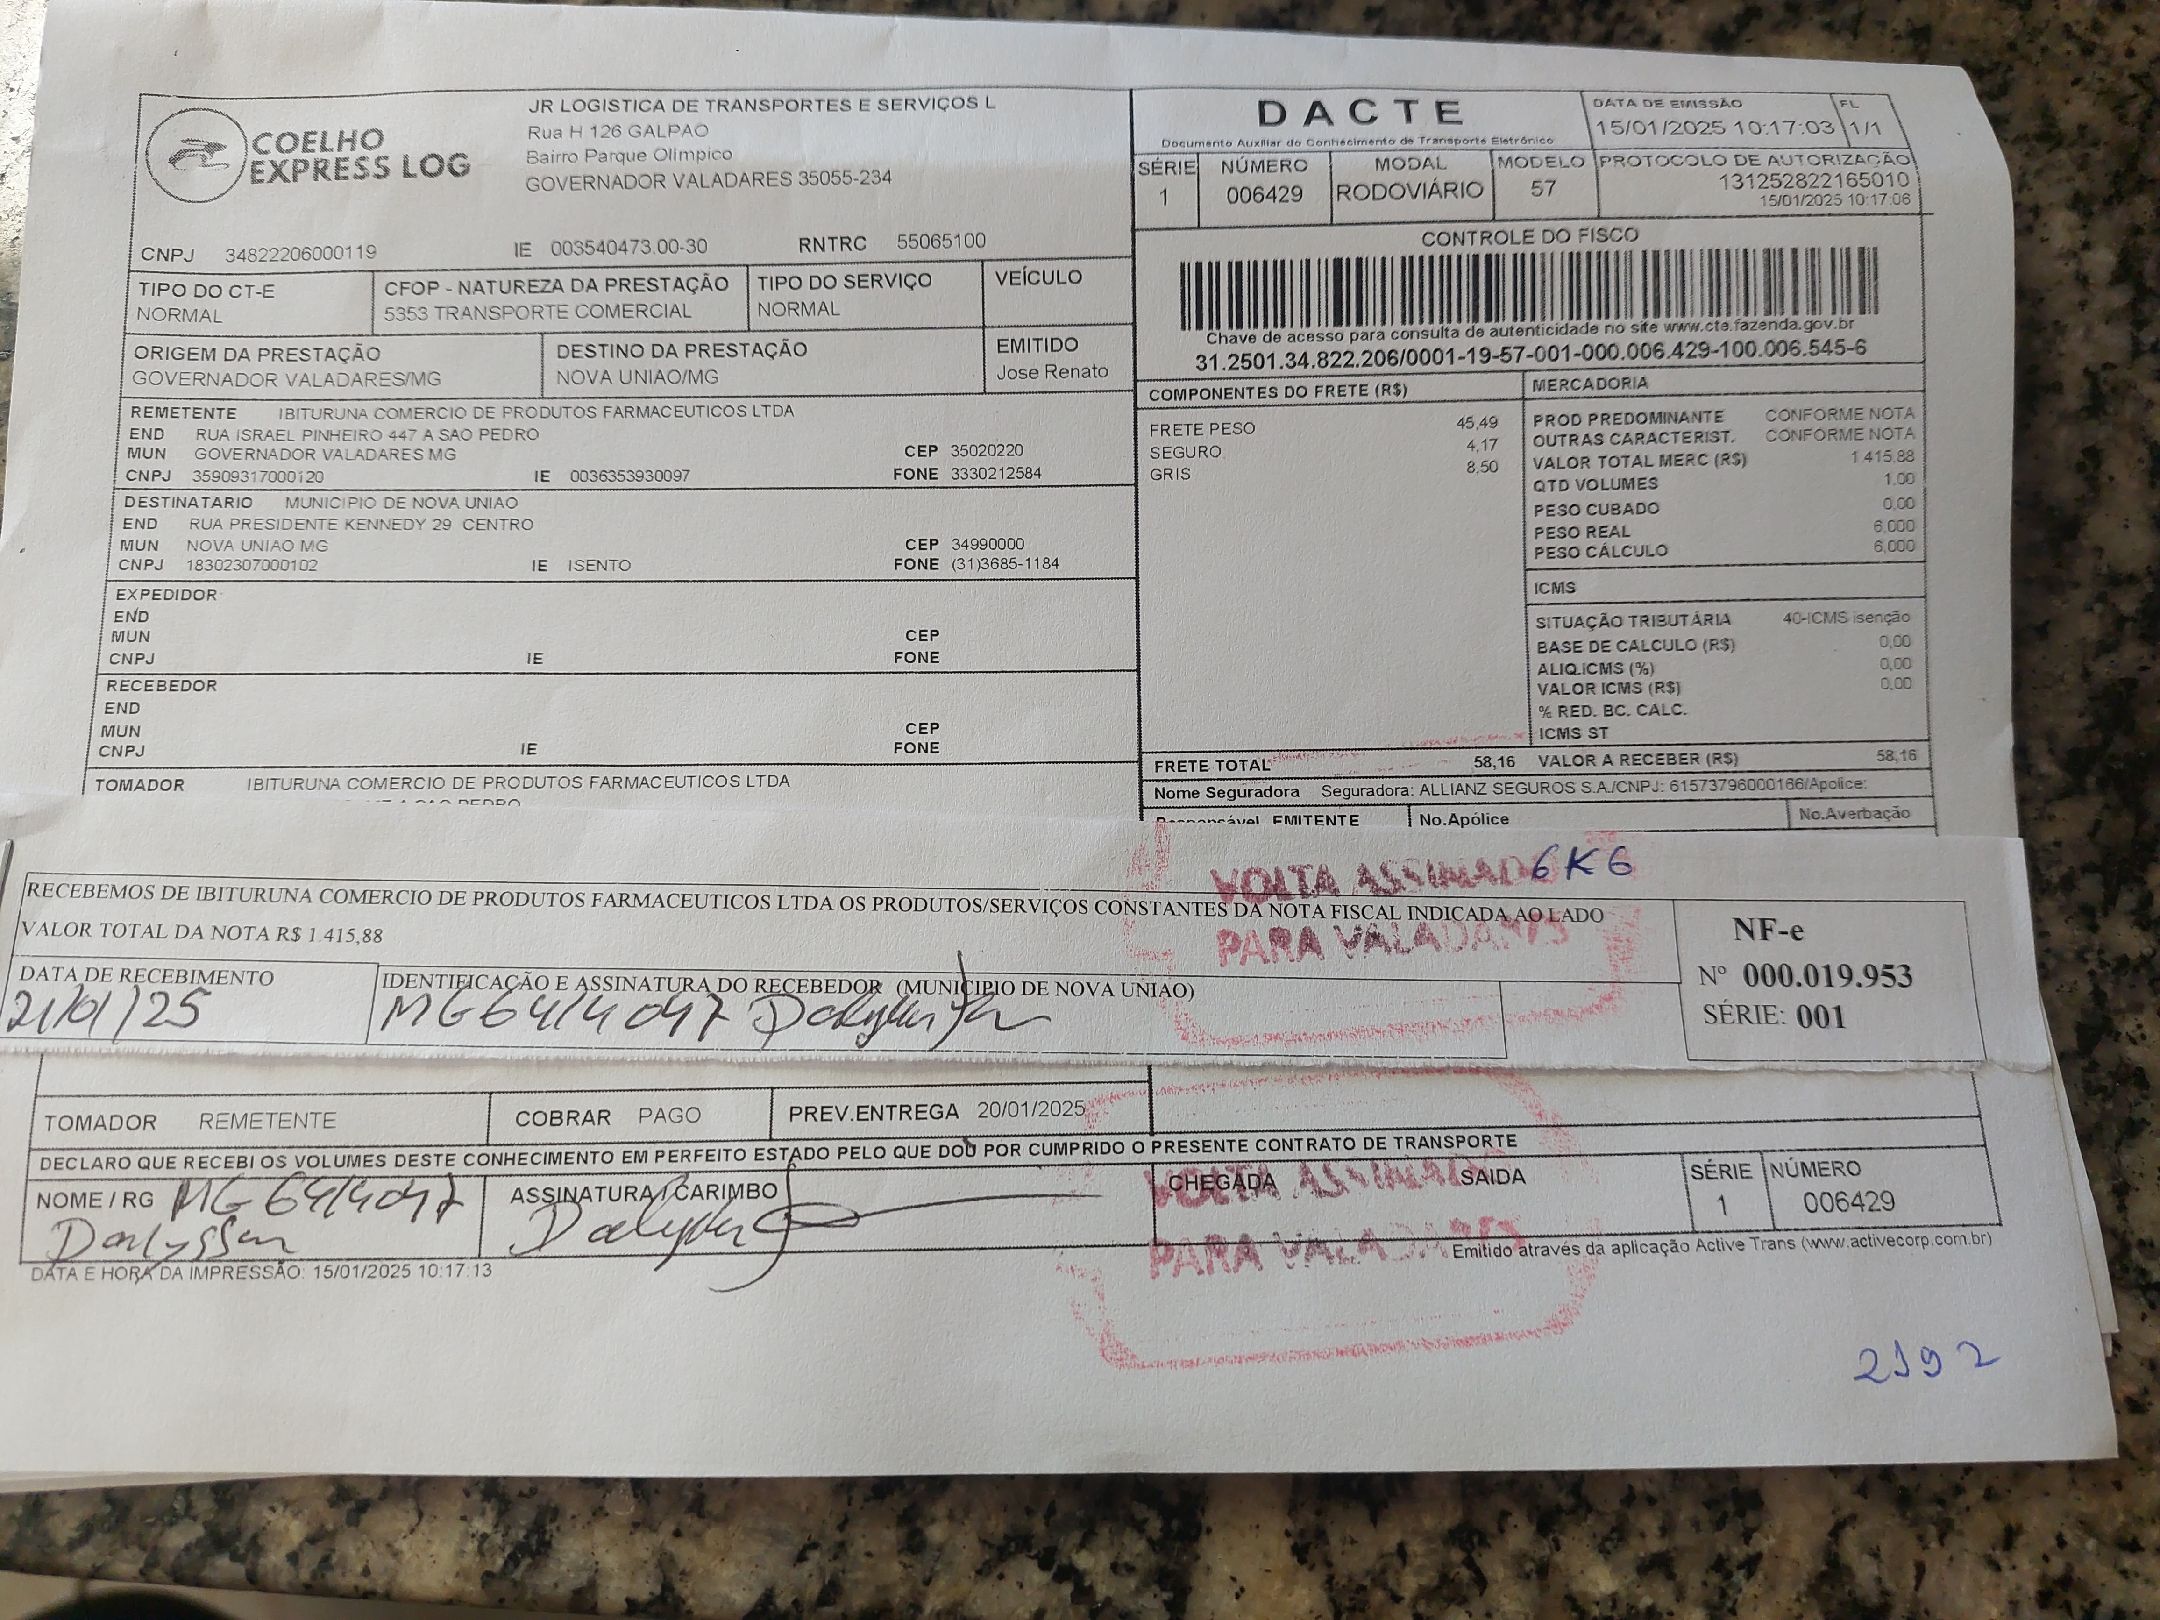 COELHO
EXPRESS LOG
JR LOGISTICA DE TRANSPORTES E SERVIÇOS L
Rua H 126 GALPAO
Bairro Parque Olimpico
GOVERNADOR VALADARES 35055-234
CNPJ 34822206000119 IE 003540473.00-30 RNTRC 55065100
DACTE
Documento Auxiliar do Conhecimento de Transporte Eletrônico
DATA DE EMISSÃO
15/01/2025 10:17:03
FL
1/1
SÉRIE
1
NÚMERO
006429
MODAL
RODOVIÁRIO
MODELO
57
PROTOCOLO DE AUTORIZAÇÃO
131252822165010
15/01/2025 10:17:06
TIPO DO CT-E
NORMAL
CFOP - NATUREZA DA PRESTAÇÃO
5353 TRANSPORTE COMERCIAL
TIPO DO SERVIÇO
NORMAL
VEÍCULO
ORIGEM DA PRESTAÇÃO
GOVERNADOR VALADARES/MG
DESTINO DA PRESTAÇÃO
NOVA UNIAO/MG
EMITIDO
Jose Renato
CONTROLE DO FISCO
Chave de acesso para consulta de autenticidade no site www.cte.fazenda.gov.br
31.2501.34.822.206/0001-19-57-001-000.006.429-100.006.545-6
REMETENTE IBITURUNA COMERCIO DE PRODUTOS FARMACEUTICOS LTDA
END RUA ISRAEL PINHEIRO 447 A SAO PEDRO
MUN GOVERNADOR VALADARES MG CEP 35020220
CNPJ 35909317000120 IE 0036353930097 FONE 3330212584
DESTINATARIO MUNICIPIO DE NOVA UNIAO
END RUA PRESIDENTE KENNEDY 29 CENTRO
MUN NOVA UNIAO MG CEP 34990000
CNPJ 18302307000102 IE ISENTO FONE (31)3685-1184
EXPEDIDOR
END
MUN CEP
CNPJ IE FONE
RECEBEDOR
END
MUN CEP
CNPJ IE FONE
TOMADOR IBITURUNA COMERCIO DE PRODUTOS FARMACEUTICOS LTDA
COMPONENTES DO FRETE (R$)
FRETE PESO 45,49
SEGURO 4,17
GRIS 8,50
MERCADORIA
PROD PREDOMINANTE CONFORME NOTA
OUTRAS CARACTERIST. CONFORME NOTA
VALOR TOTAL MERC (R$) 1 415,88
QTD VOLUMES 1,00
PESO CUBADO 0,00
PESO REAL 6,000
PESO CÁLCULO 6,000
ICMS
SITUAÇÃO TRIBUTÁRIA 40-ICMS isenção
BASE DE CALCULO (R$) 0,00
ALIQ.ICMS (%) 0,00
VALOR ICMS (R$) 0,00
% RED. BC. CALC.
ICMS ST
FRETE TOTAL 58,16 VALOR A RECEBER (R$) 58,16
Nome Seguradora Seguradora: ALLIANZ SEGUROS S.A./CNPJ: 61573796000166/Apolice:
Responsável EMITENTE No.Apólice No.Averbação
VOLTA ASSINADO 6K6
PARA VALADARES
RECEBEMOS DE IBITURUNA COMERCIO DE PRODUTOS FARMACEUTICOS LTDA OS PRODUTOS/SERVIÇOS CONSTANTES DA NOTA FISCAL INDICADA AO LADO
VALOR TOTAL DA NOTA R$ 1.415,88
DATA DE RECEBIMENTO
21/01/25
IDENTIFICAÇÃO E ASSINATURA DO RECEBEDOR (MUNICIPIO DE NOVA UNIAO)
MG6414047
NF-e
Nº 000.019.953
SÉRIE: 001
TOMADOR REMETENTE COBRAR PAGO PREV.ENTREGA 20/01/2025
DECLARO QUE RECEBI OS VOLUMES DESTE CONHECIMENTO EM PERFEITO ESTADO PELO QUE DOU POR CUMPRIDO O PRESENTE CONTRATO DE TRANSPORTE
NOME / RG MG6414047
ASSINATURA / CARIMBO
CHEGADA SAIDA
SÉRIE
1
NÚMERO
006429
VOLTA ASSINADO
PARA VALADARES
Emitido através da aplicação Active Trans (www.activecorp.com.br)
DATA E HORA DA IMPRESSÃO: 15/01/2025 10:17:13